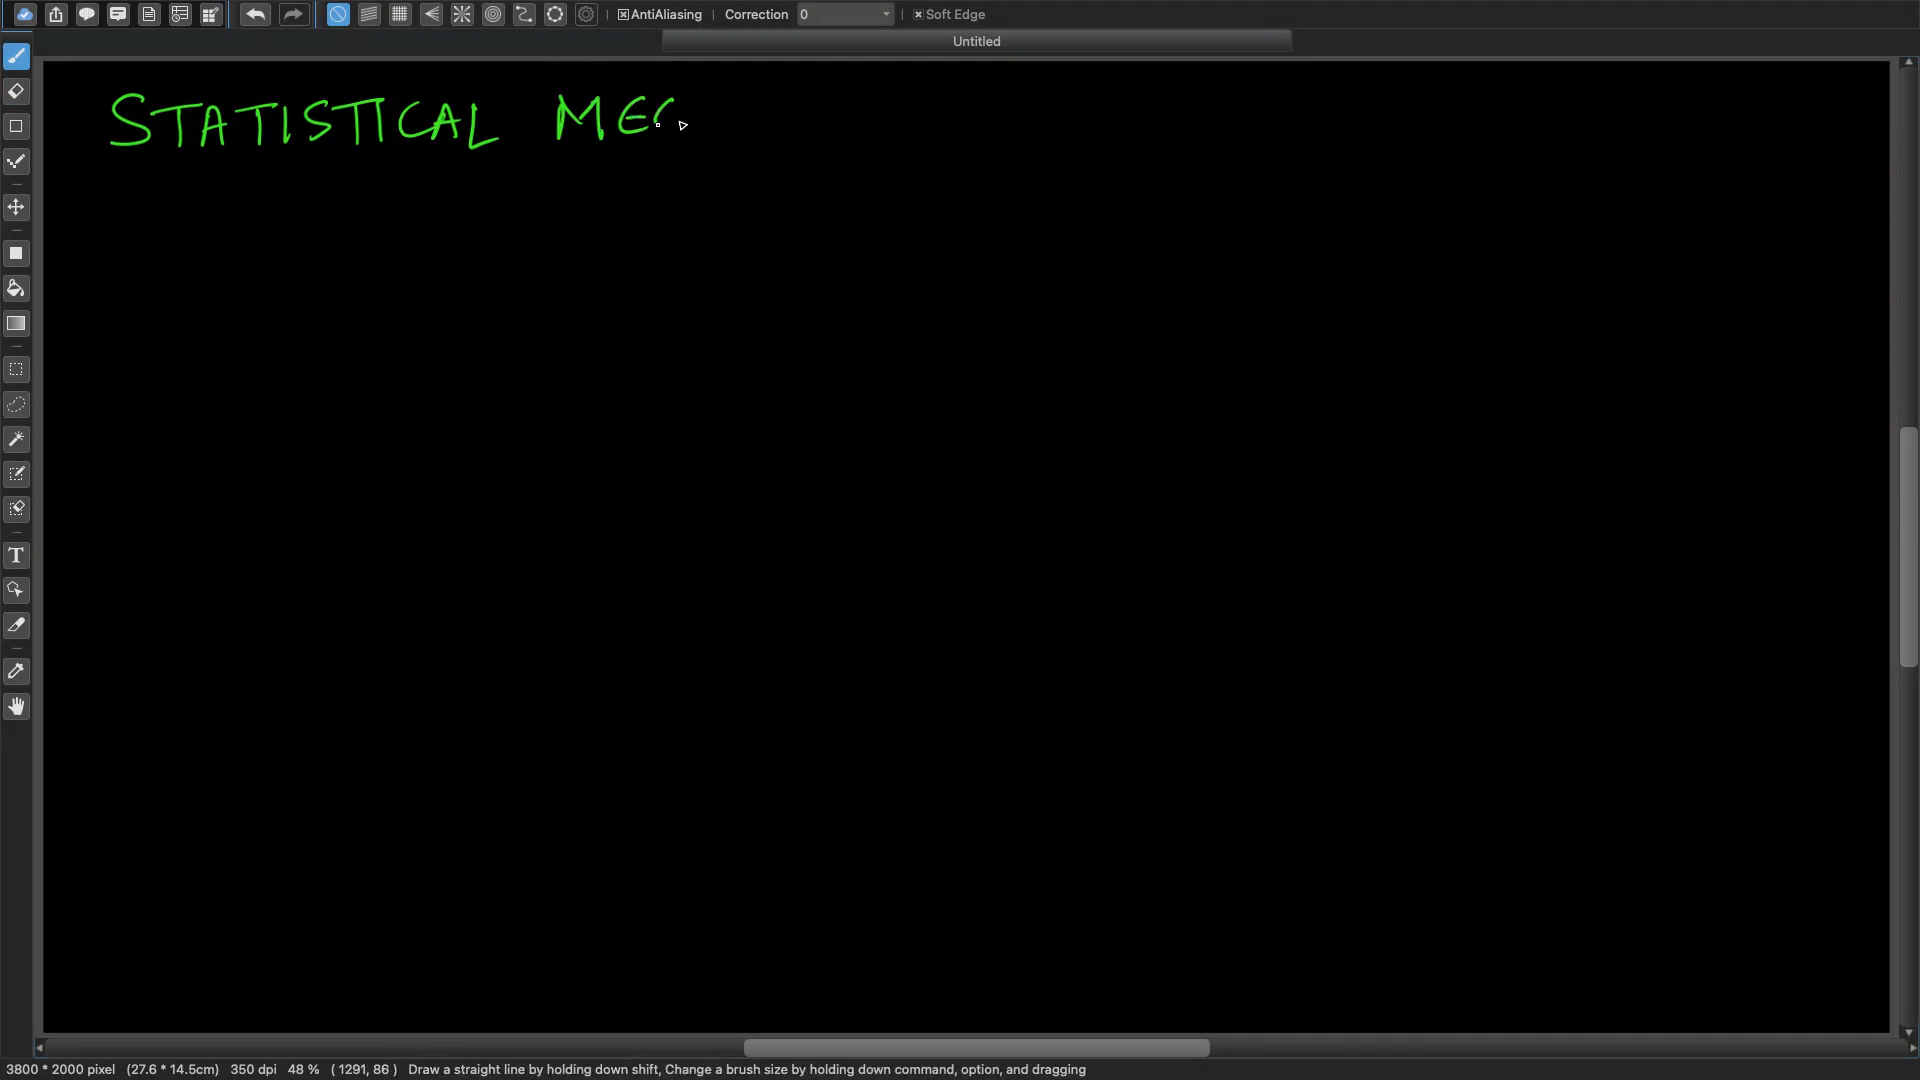 AntiAliasing Correction 0 Soft Edge
Untitled
STATISTICAL MEC
T
3800 * 2000 pixel (27.6 * 14.5cm) 350 dpi 48 % ( 1291, 86 ) Draw a straight line by holding down shift, Change a brush size by holding down command, option, and dragging